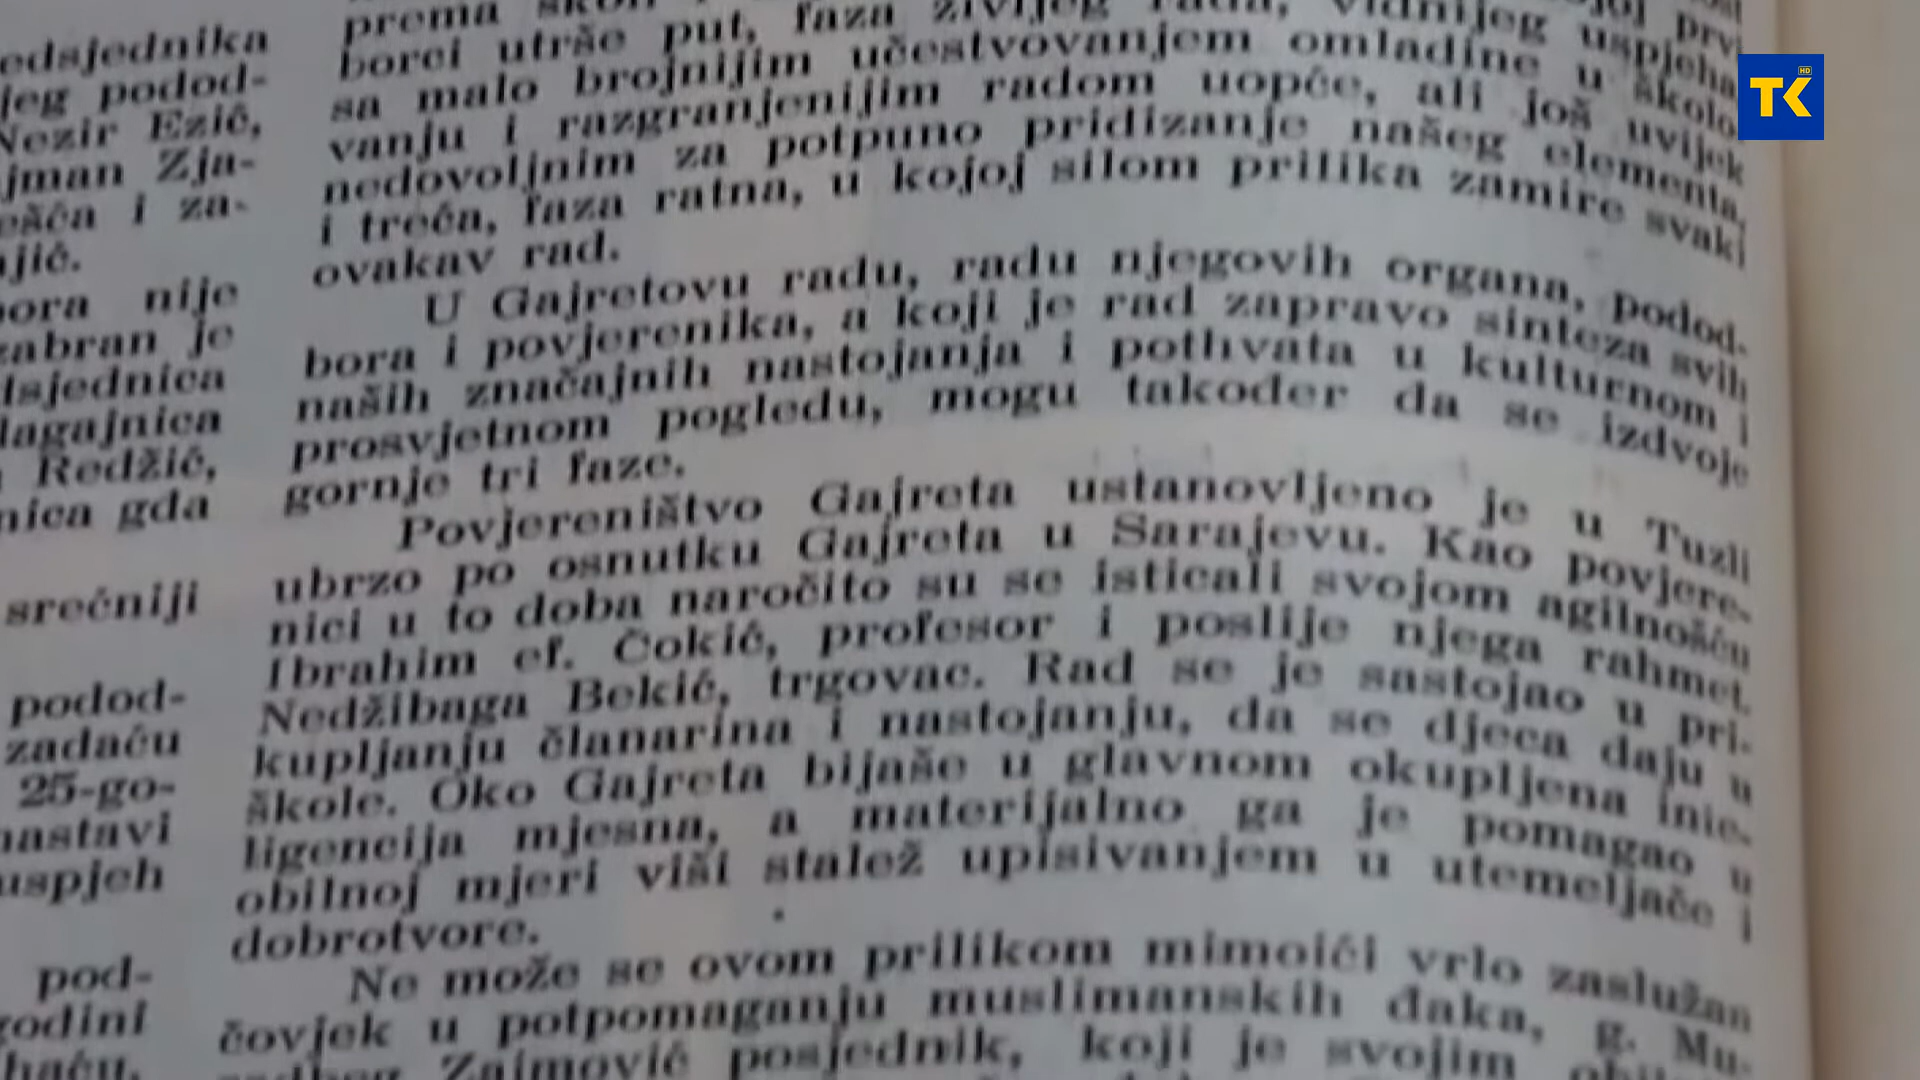 edsjednika
jeg podod-
Nezir Ezić,
jman Zja-
ešća i za-
jić.
bora nije
zabran je
dsjednica
lagajnica
Redžić,
nica gda
srećniji
podod-
zadaću
25-go-
nastavi
uspjeh
pod-
godini
haću,
prema
borci utrše put, faza življeg rada, vidnijeg uspjeha
sa malo brojnijim učestvovanjem omladine u školo-
vanju i razgranjenijim radom uopće, ali još uvijek
nedovoljnim za potpuno pridizanje našeg elementa,
i treća, faza ratna, u kojoj silom prilika zamire svaki
ovakav rad.
U Gajretovu radu, radu njegovih organa, podod-
bora i povjerenika, a koji je rad zapravo sinteza svih
naših značajnih nastojanja i pothvata u kulturnom i
prosvjetnom pogledu, mogu također da se izdvoje
gornje tri faze.
Povjereništvo Gajreta ustanovljeno je u Tuzli
ubrzo po osnutku Gajreta u Sarajevu. Kao povjere-
nici u to doba naročito su se isticali svojom agilnošću
Ibrahim ef. Čokić, profesor i poslije njega rahmet.
Nedžibaga Bekić, trgovac. Rad se je sastojao u pri-
kupljanju članarina i nastojanju, da se djeca daju u
škole. Oko Gajreta bijaše u glavnom okupljena inte-
ligencija mjesna, a materijalno ga je pomagao u
obilnoj mjeri viši stalež upisivanjem u utemeljače i
dobrotvore.
Ne može se ovom prilikom mimoići vrlo zaslužan
čovjek u potpomaganju muslimanskih đaka, g. Mu-
Zaimović posjednik, koji je svojim
TK HD